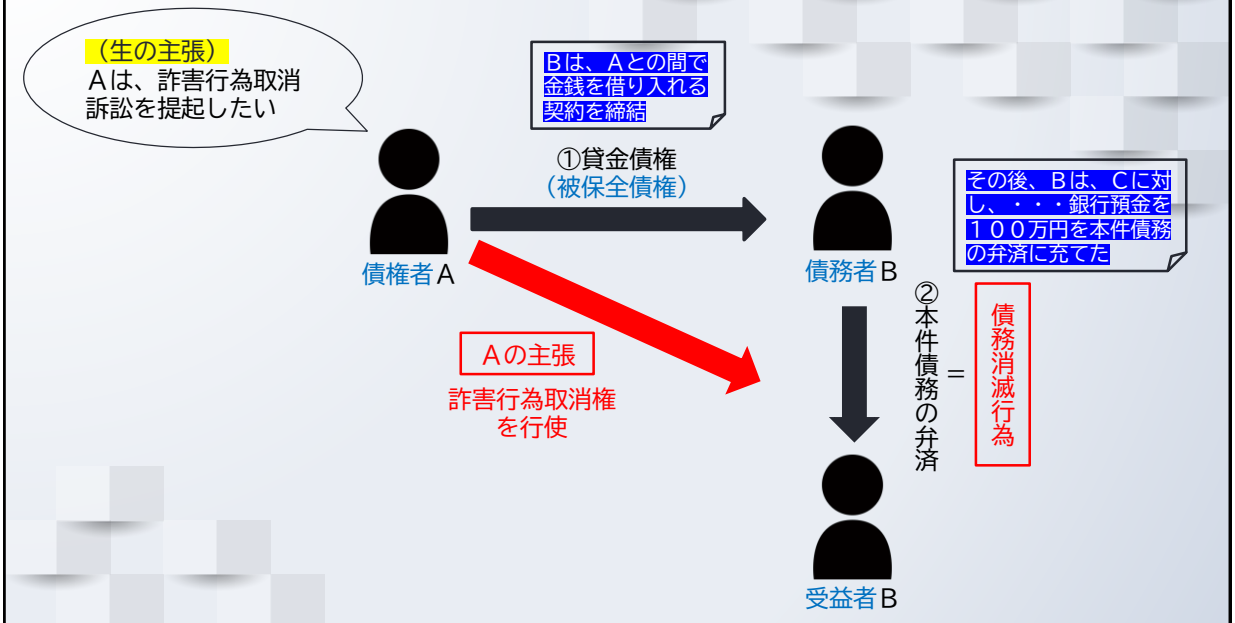 （生の主張）
Ａは、詐害行為取消
訴訟を提起したい
Ｂは、Ａとの間で
金銭を借り入れる
契約を締結
①貸金債権
（被保全債権）
その後、Ｂは、Ｃに対
し、・・・銀行預金を
１００万円を本件債務
の弁済に充てた
債権者Ａ
債務者Ｂ
Ａの主張
詐害行為取消権
を行使
②本件債務の弁済
＝
債務消滅行為
受益者Ｂ